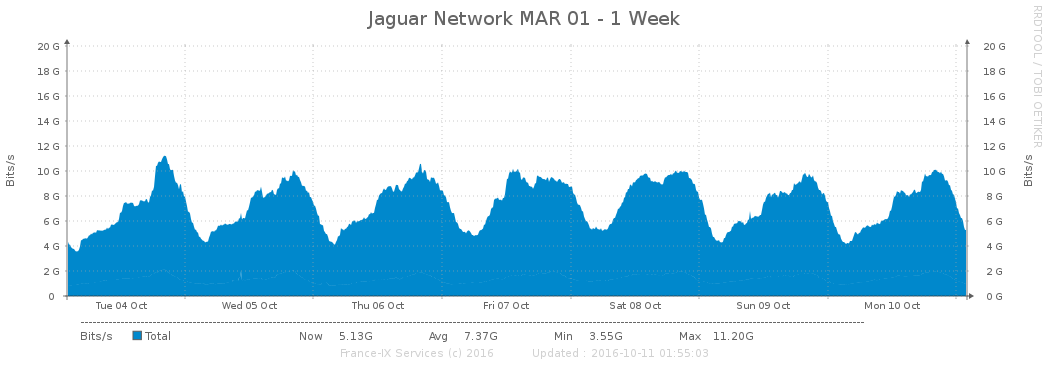 Jaguar Network MAR 01 - 1 Week
RRDTOOL / TOBI OETIKER
Bits/s
20 G
18 G
16 G
14 G
12 G
10 G
8 G
6 G
4 G
2 G
0
20 G
18 G
16 G
14 G
12 G
10 G
8 G
6 G
4 G
2 G
0 G
Bits/s
Tue 04 Oct Wed 05 Oct Thu 06 Oct Fri 07 Oct Sat 08 Oct Sun 09 Oct Mon 10 Oct
Bits/s Total Now 5.13G Avg 7.37G Min 3.55G Max 11.20G
France-IX Services (c) 2016 Updated : 2016-10-11 01:55:03